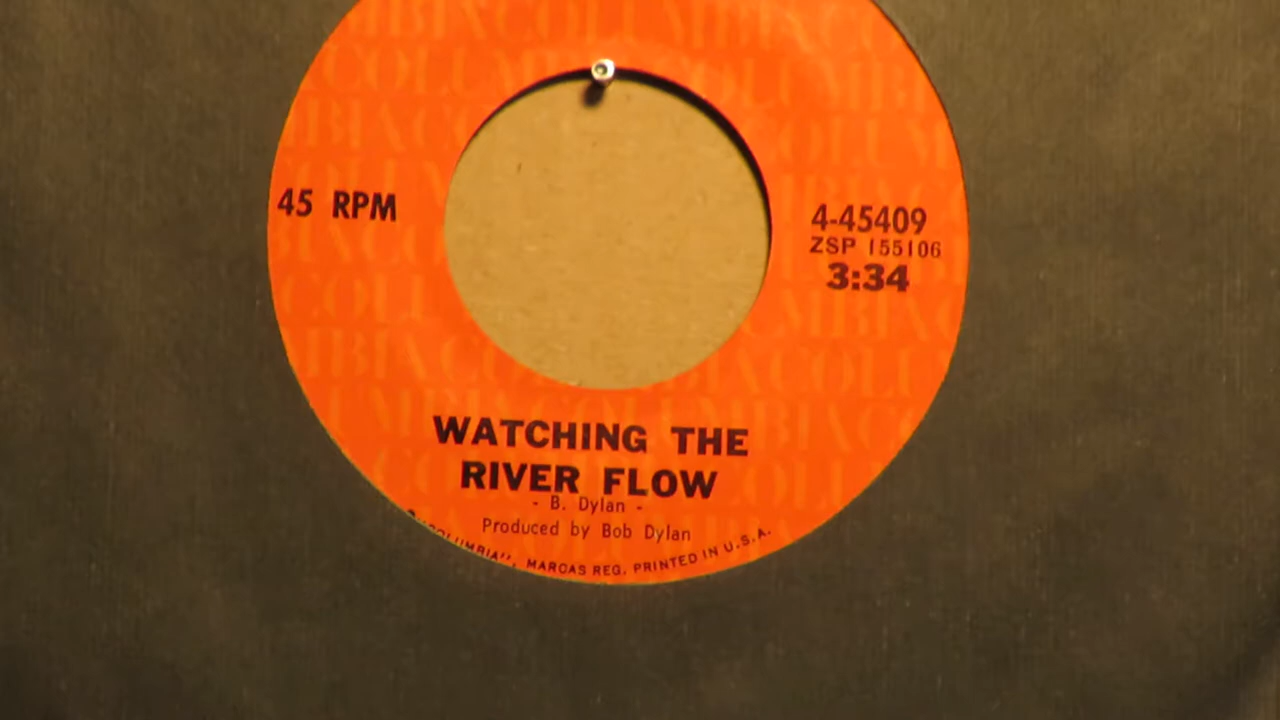 45 RPM
4-45409
ZSP 155106
3:34
WATCHING THE
RIVER FLOW
- B. Dylan -
Produced by Bob Dylan
"COLUMBIA", MARCAS REG. PRINTED IN U.S.A.